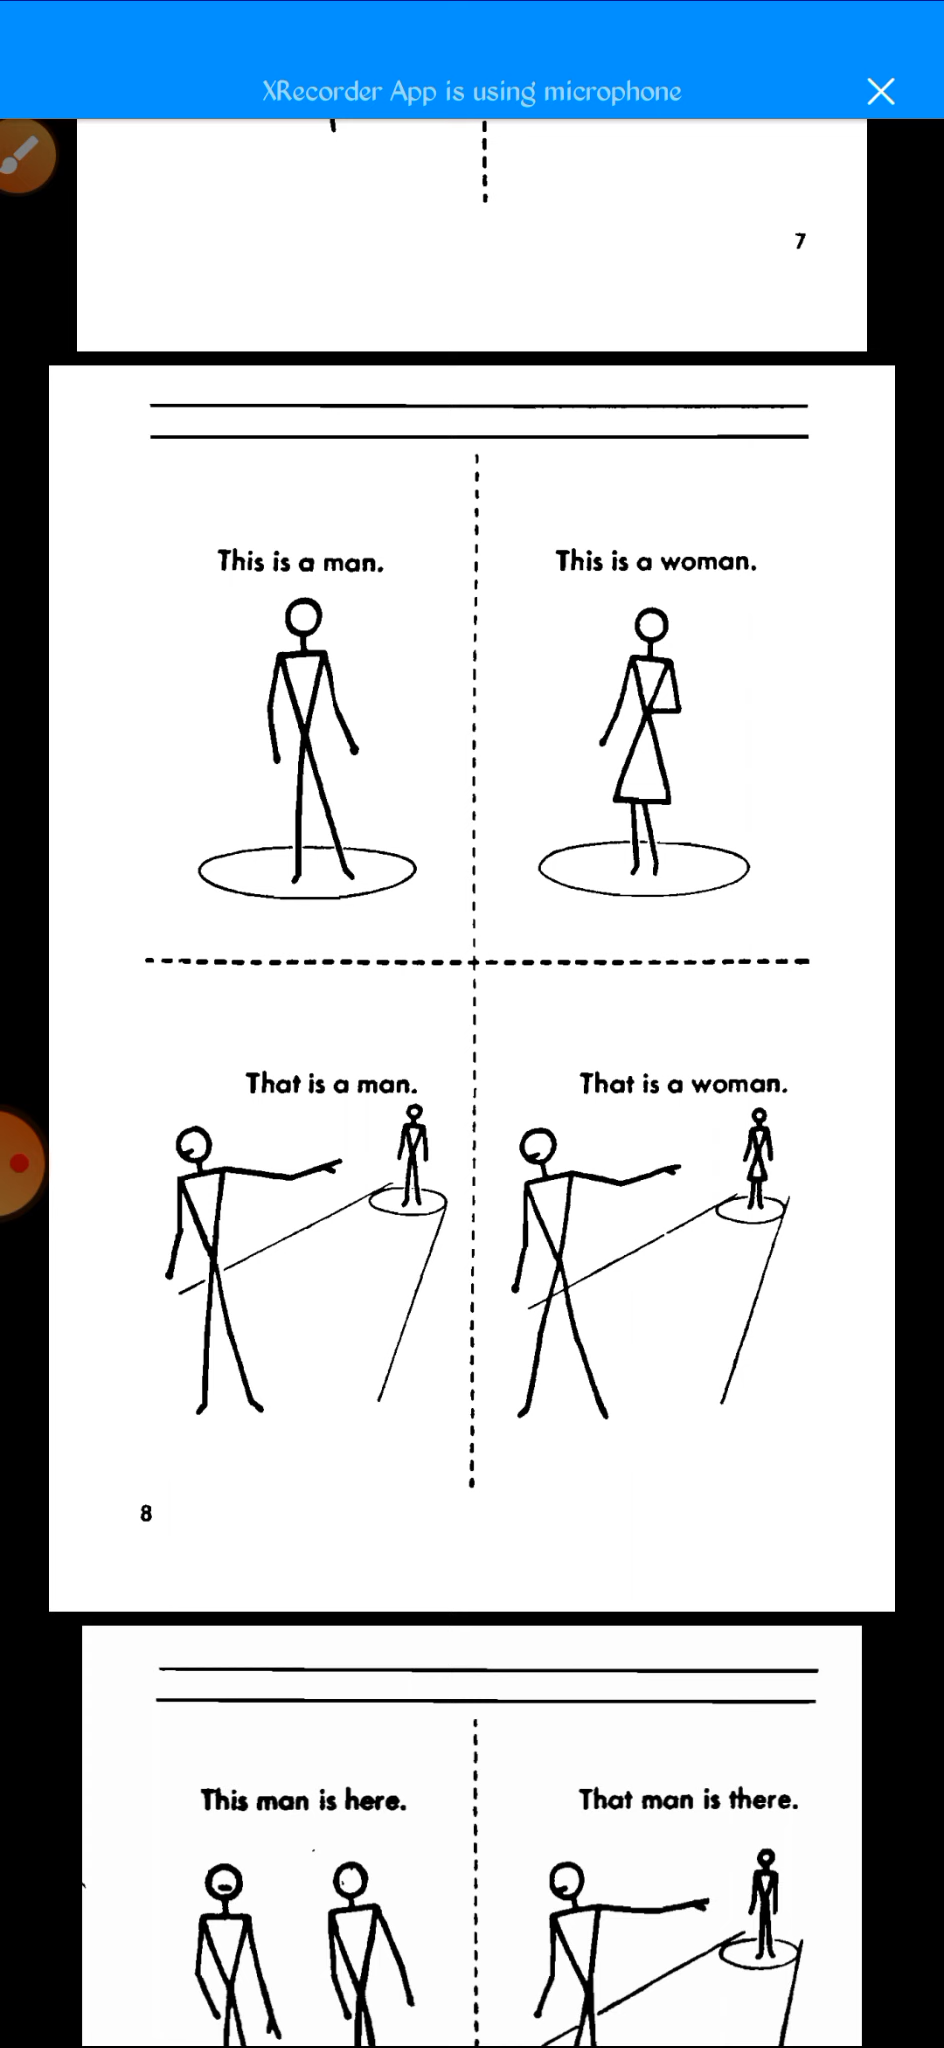 XRecorder App is using microphone
7
This is a man.
This is a woman.
That is a man.
That is a woman.
8
This man is here.
That man is there.